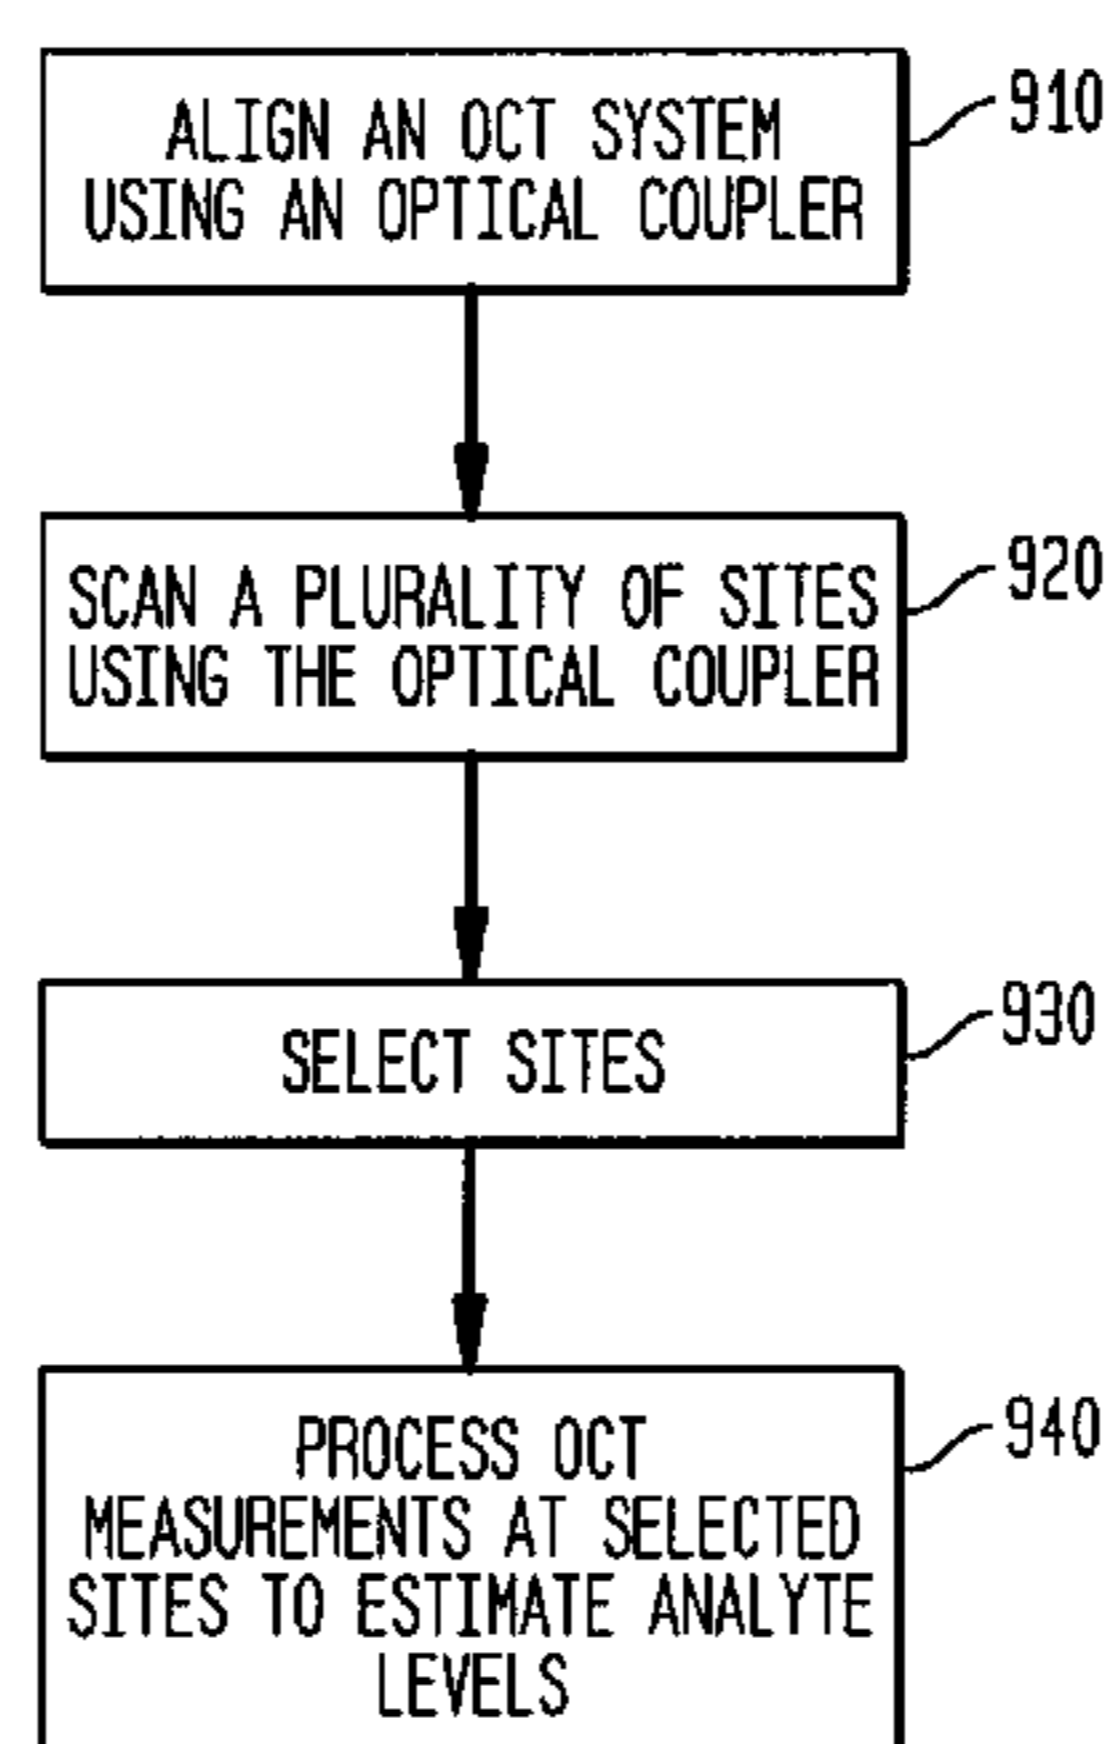 ALIGN AN OCT SYSTEM
USING AN OPTICAL COUPLER
910
SCAN A PLURALITY OF SITES
USING THE OPTICAL COUPLER
920
SELECT SITES
930
PROCESS OCT
MEASUREMENTS AT SELECTED
SITES TO ESTIMATE ANALYTE
LEVELS
940